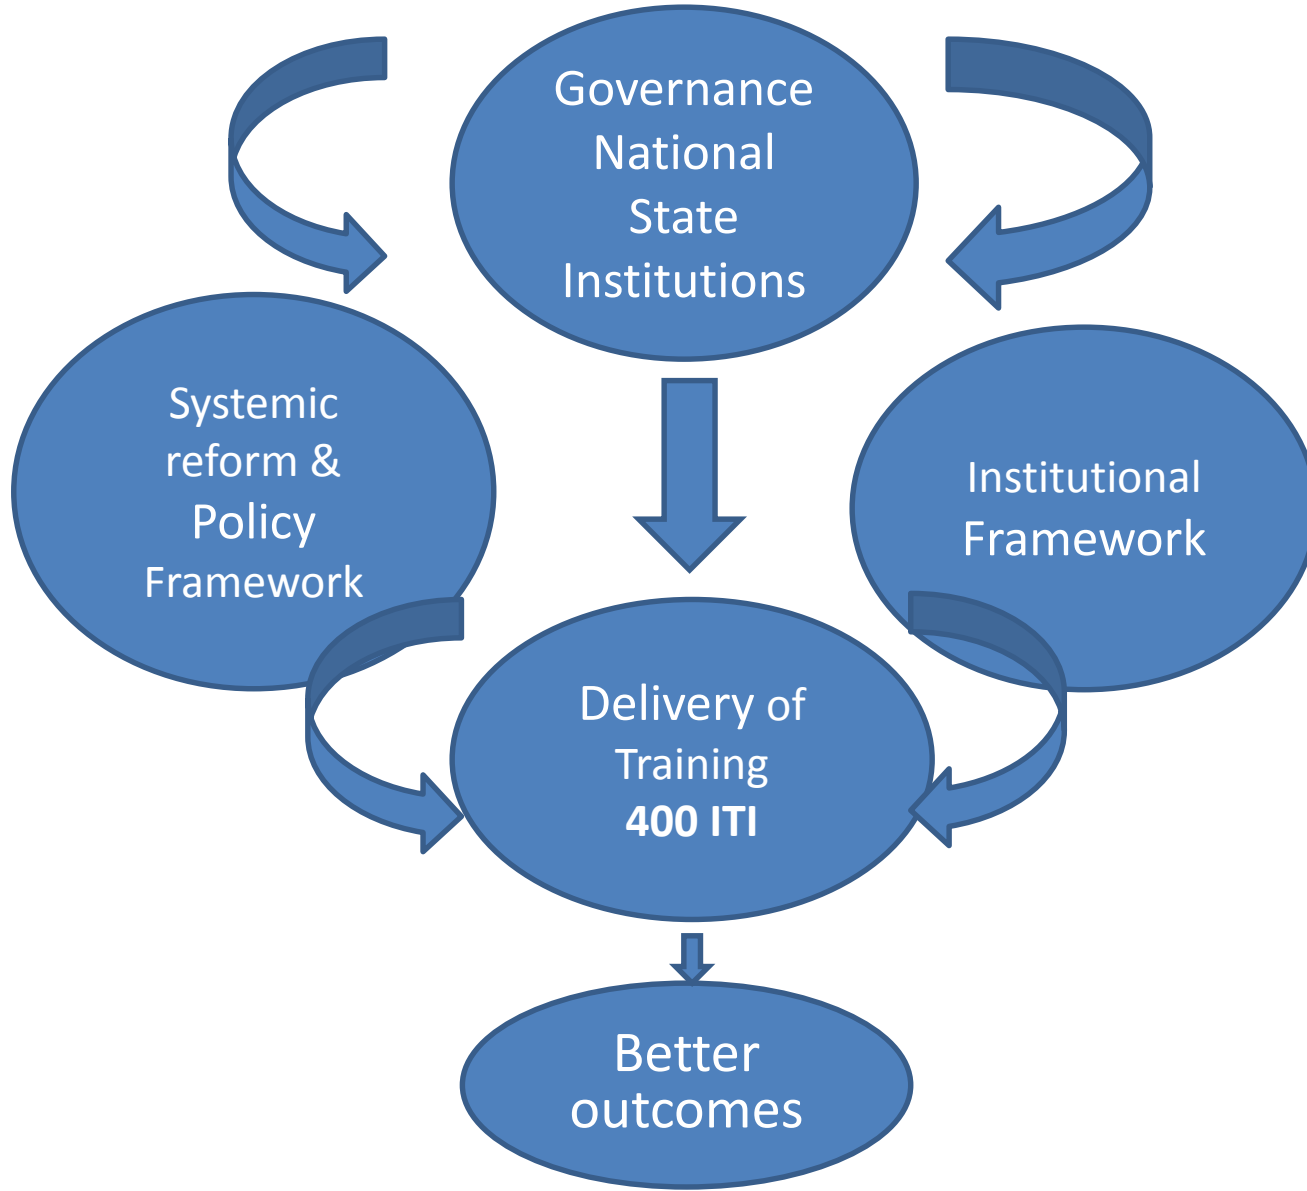 Governance
National
State
Institutions
Systemic
reform &
Policy
Framework
Institutional
Framework
Delivery of
Training
400 ITI
Better
outcomes